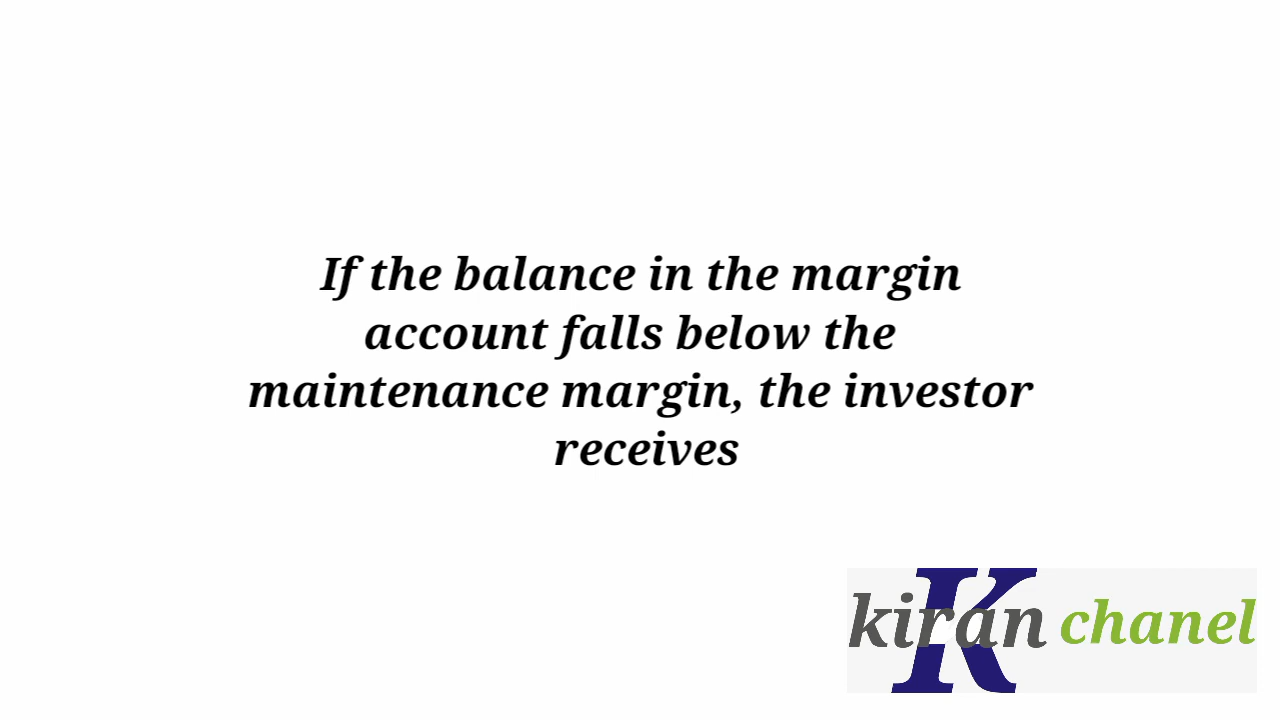 If the balance in the margin
account falls below the
maintenance margin, the investor
receives
kiran chanel
K